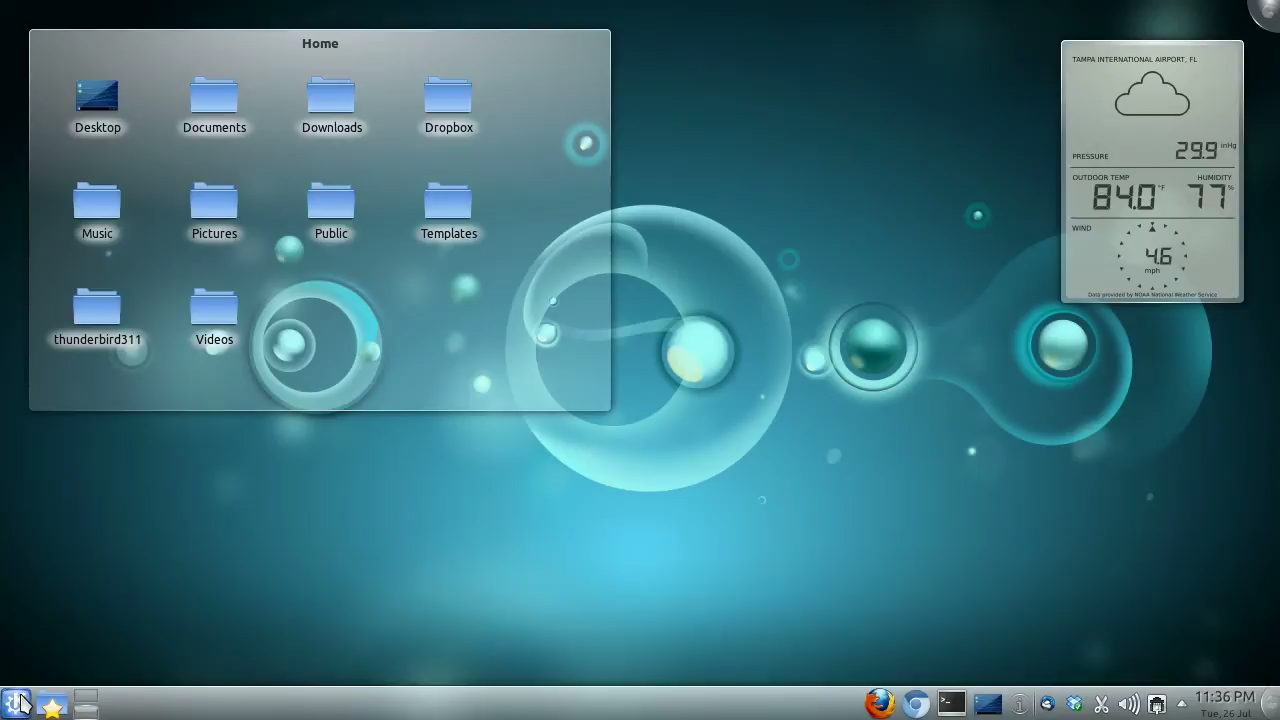 Home
Desktop
Documents
Downloads
Dropbox
Music
Pictures
Public
Templates
thunderbird311
Videos
TAMPA INTERNATIONAL AIRPORT, FL
PRESSURE
29.9 inHg
OUTDOOR TEMP
HUMIDITY
84.0 °F
77 %
WIND
4.6
mph
Data provided by NOAA National Weather Service
11:36 PM
Tue, 26 Jul